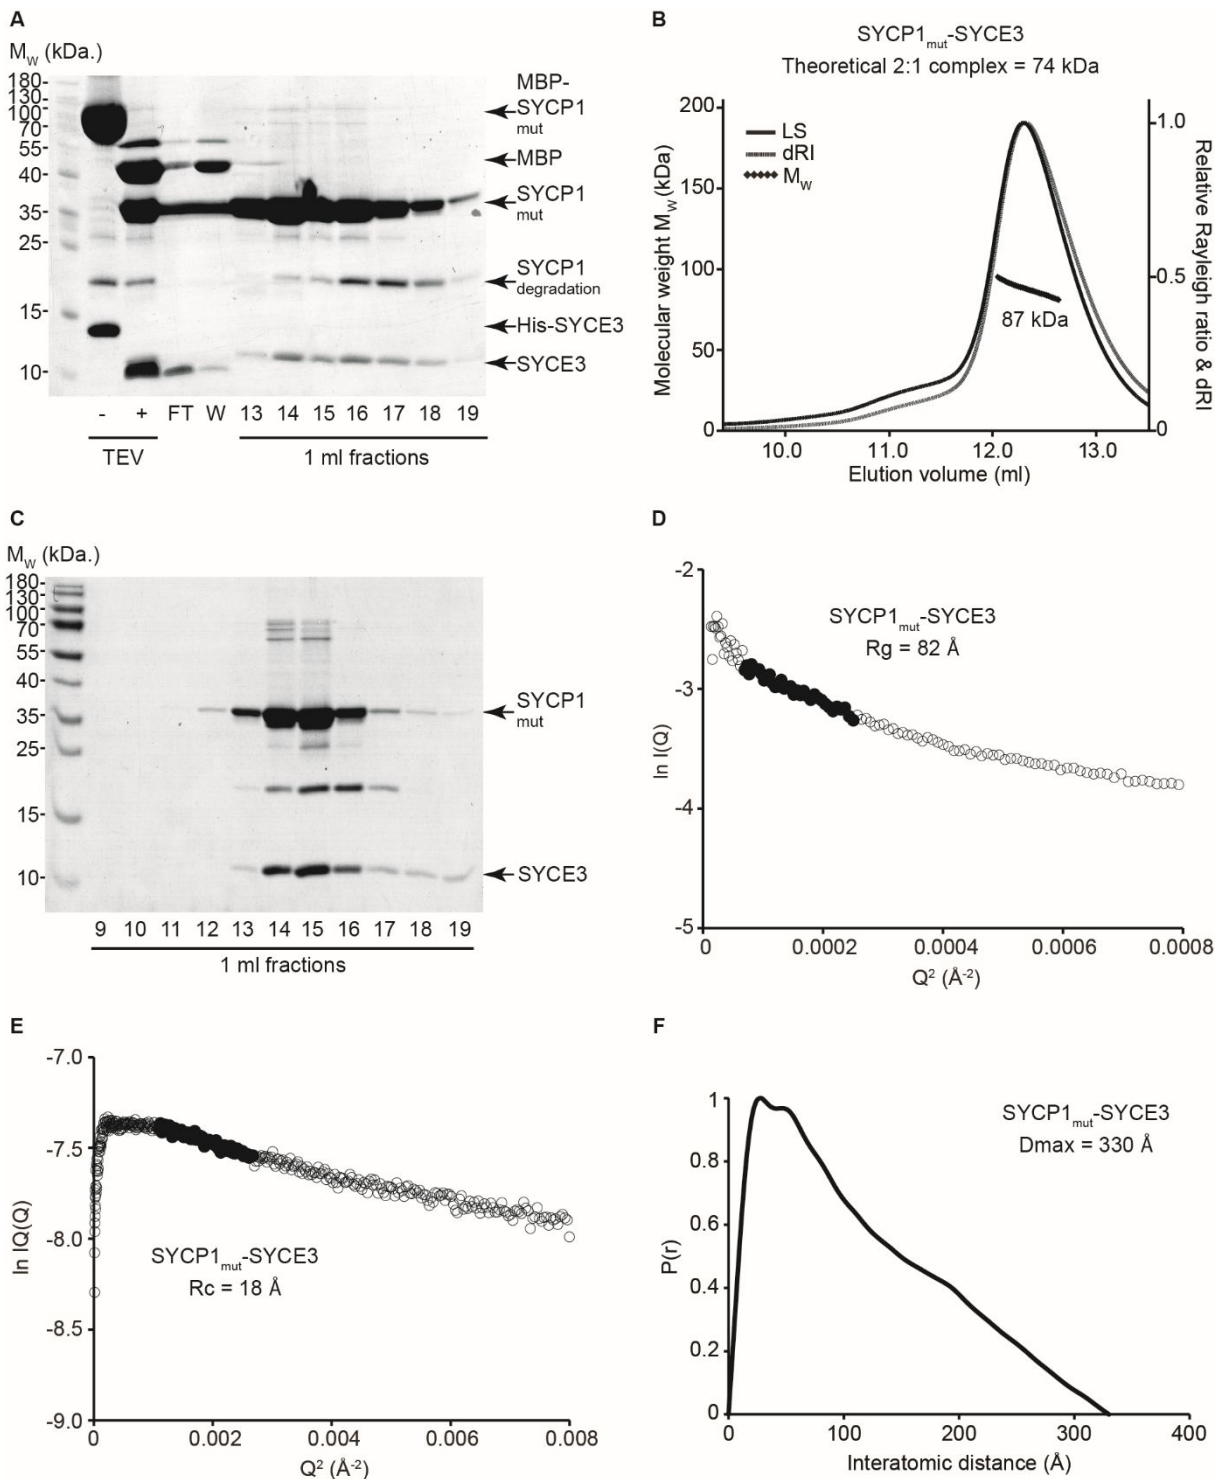 A
M_W (kDa.)
180-
130-
100-
70-
55-
40-
35-
25-
15-
10-
MBP-
SYCP1
mut
MBP
SYCP1
mut
SYCP1
degradation
His-SYCE3
SYCE3
- + FT W 13 14 15 16 17 18 19
TEV 1 ml fractions
B
SYCP1mut-SYCE3
Theoretical 2:1 complex = 74 kDa
Molecular weight M_W (kDa)
200
150
100
50
0
LS
dRI
M_W
87 kDa
1.0
0.5
0
Relative Rayleigh ratio & dRI
10.0 11.0 12.0 13.0
Elution volume (ml)
C
M_W (kDa.)
180-
130-
100-
70-
55-
40-
35-
25-
15-
10-
SYCP1
mut
SYCE3
9 10 11 12 13 14 15 16 17 18 19
1 ml fractions
D
SYCP1mut-SYCE3
Rg = 82 Å
ln I(Q)
-2
-3
-4
-5
0 0.0002 0.0004 0.0006 0.0008
Q² (Å⁻²)
E
ln IQ(Q)
-7.0
-7.5
-8.0
-8.5
-9.0
SYCP1mut-SYCE3
Rc = 18 Å
0 0.002 0.004 0.006 0.008
Q² (Å⁻²)
F
SYCP1mut-SYCE3
Dmax = 330 Å
P(r)
1
0.8
0.6
0.4
0.2
0
0 100 200 300 400
Interatomic distance (Å)